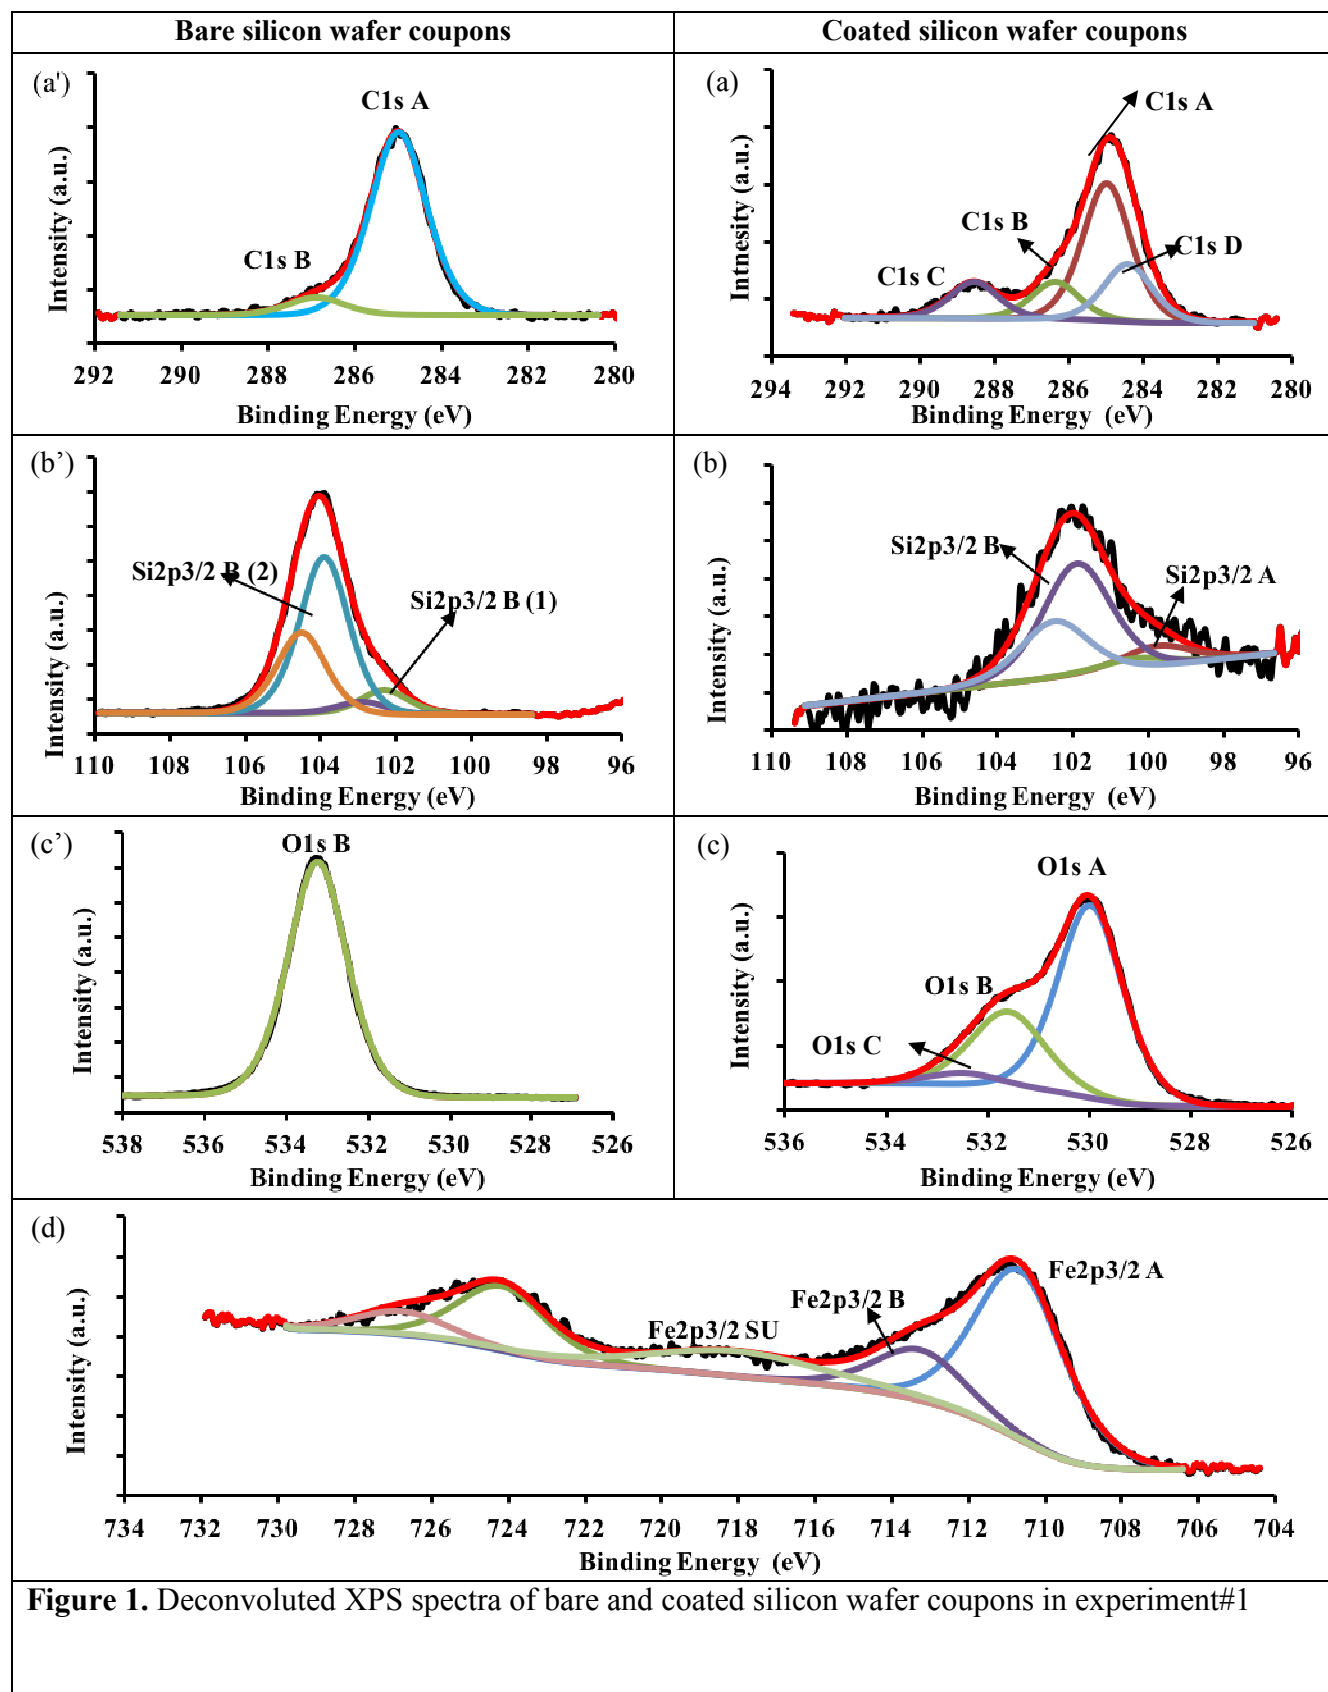 Bare silicon wafer coupons
Coated silicon wafer coupons
(a')
C1s A
C1s B
Intensity (a.u.)
292 290 288 286 284 282 280
Binding Energy (eV)
(a)
C1s A
C1s B
C1s C
C1s D
Intnesity (a.u.)
294 292 290 288 286 284 282 280
Binding Energy (eV)
(b’)
Si2p3/2 B (2)
Si2p3/2 B (1)
Intensity (a.u.)
110 108 106 104 102 100 98 96
Binding Energy (eV)
(b)
Si2p3/2 B
Si2p3/2 A
Intensity (a.u.)
110 108 106 104 102 100 98 96
Binding Energy (eV)
(c’)
O1s B
Intensity (a.u.)
538 536 534 532 530 528 526
Binding Energy (eV)
(c)
O1s A
O1s B
O1s C
Intensity (a.u.)
536 534 532 530 528 526
Binding Energy (eV)
(d)
Fe2p3/2 A
Fe2p3/2 B
Fe2p3/2 SU
Intensity (a.u.)
734 732 730 728 726 724 722 720 718 716 714 712 710 708 706 704
Binding Energy (eV)
Figure 1. Deconvoluted XPS spectra of bare and coated silicon wafer coupons in experiment#1